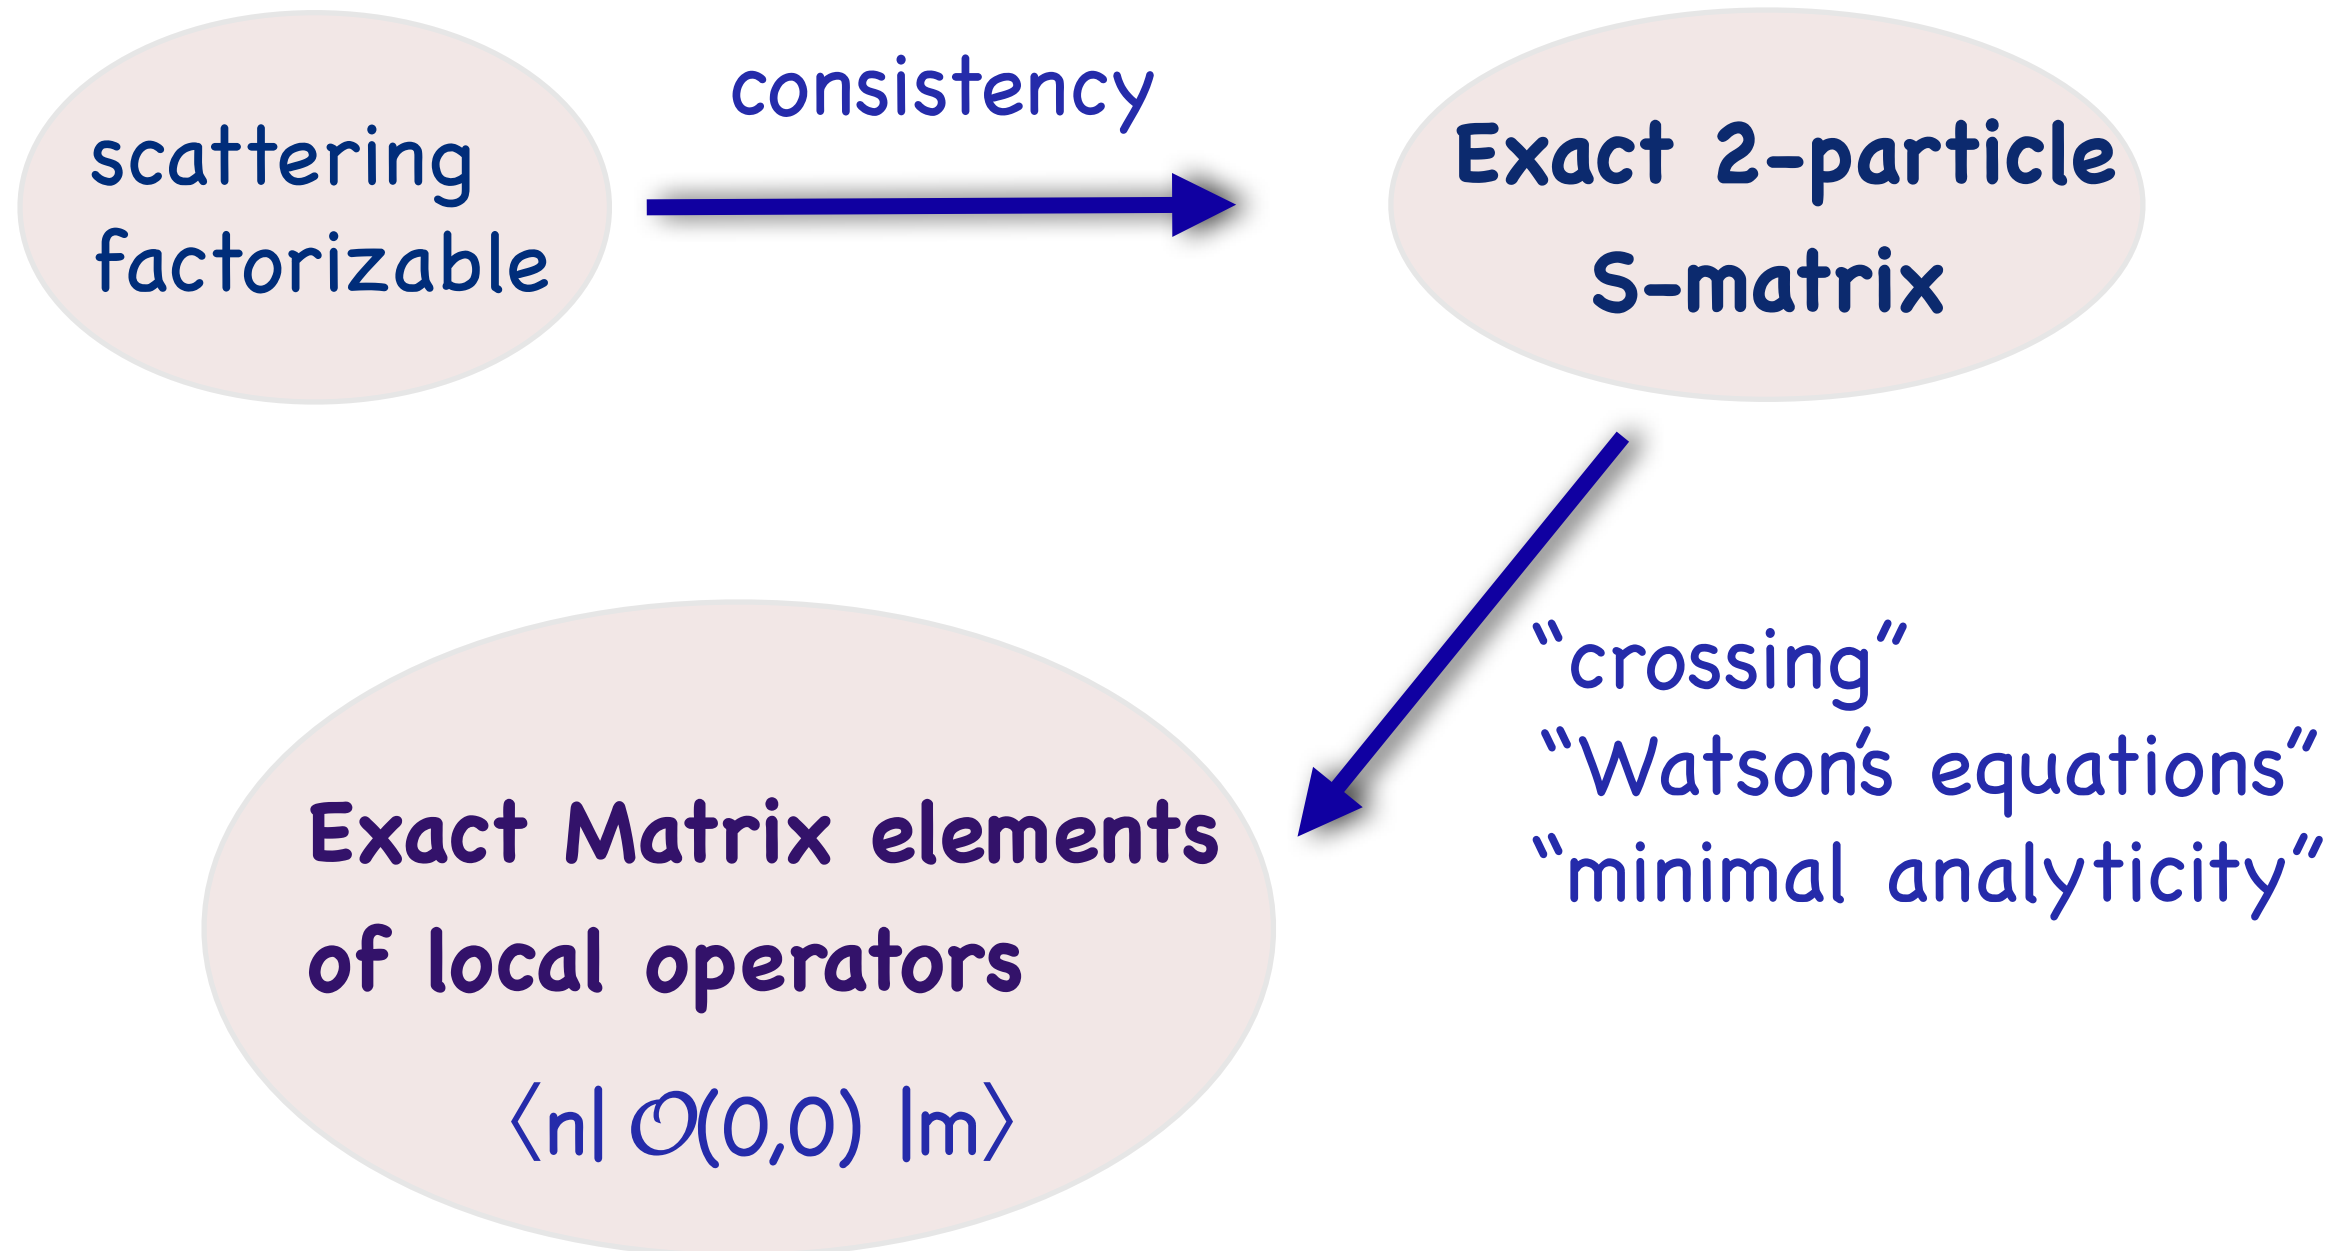 scattering
factorizable
consistency
Exact 2-particle
S-matrix
“crossing”
“Watson's equations”
“minimal analyticity”
Exact Matrix elements
of local operators
⟨n| 𝒪(0,0) |m⟩